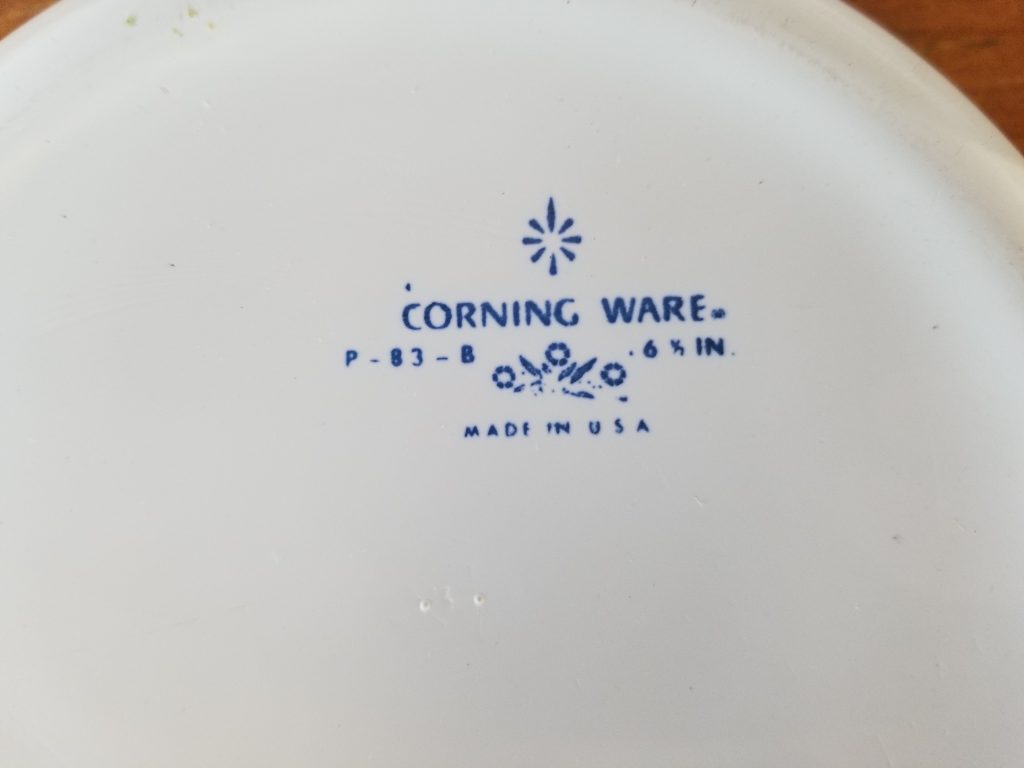 CORNING WARE®
P-83-B 6 ½ IN.
MADE IN USA